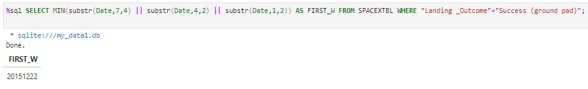 %sql SELECT MIN(substr(Date,7,4) || substr(Date,4,2) || substr(Date,1,2)) AS FIRST_W FROM SPACEXTBL WHERE "Landing _Outcome"="Success (ground pad)";
* sqlite:///my_data1.db
Done.
FIRST_W
20151222